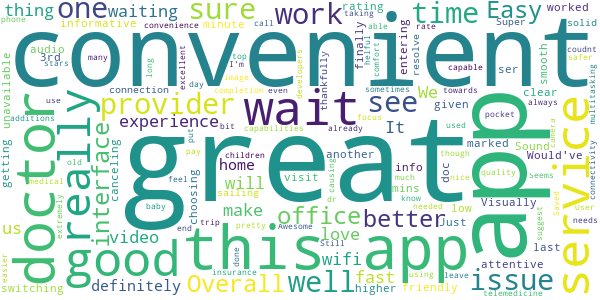 convenient
great
this app
app
wait
doctor
really
good
service
provider
sure
one
work
time
Easy
see
office
better
issue
Overall
well
interface
experience
thing
waiting
us
video
definitely
make
will
home
love
wifi
fast
info
We
It
entering
finally
rating
minute
informative
phone
audio
3rd
unavailable
getting
switching
canceling
Choosing
connection
call
convenience
taking
able
helpful
comfort
resolve
capable
developers
thankfully
given
marked
clear
ser
smooth
Sound
Would've
Visually
attentive
friendly
higher
low
last
another
doc
mins
know
Just
much
visit
children
already
capabilities
sailing
causing
dr
trip
Awesome
Still
insurance
baby
feel
pay
put
bit
day
excellent
top
I'm
image
completion
even
focus
used
though
nice
pretty
needed
end
done
using
leave
suggest
quality
Seems
camera
pocket
always
couldnt
worked
solid
Super
sometimes
rate
towards
safer
multitasking
connectivity
user
needs
Saved
telemedicine
easier
medical
extremely
old
additions
use
stars
many
long